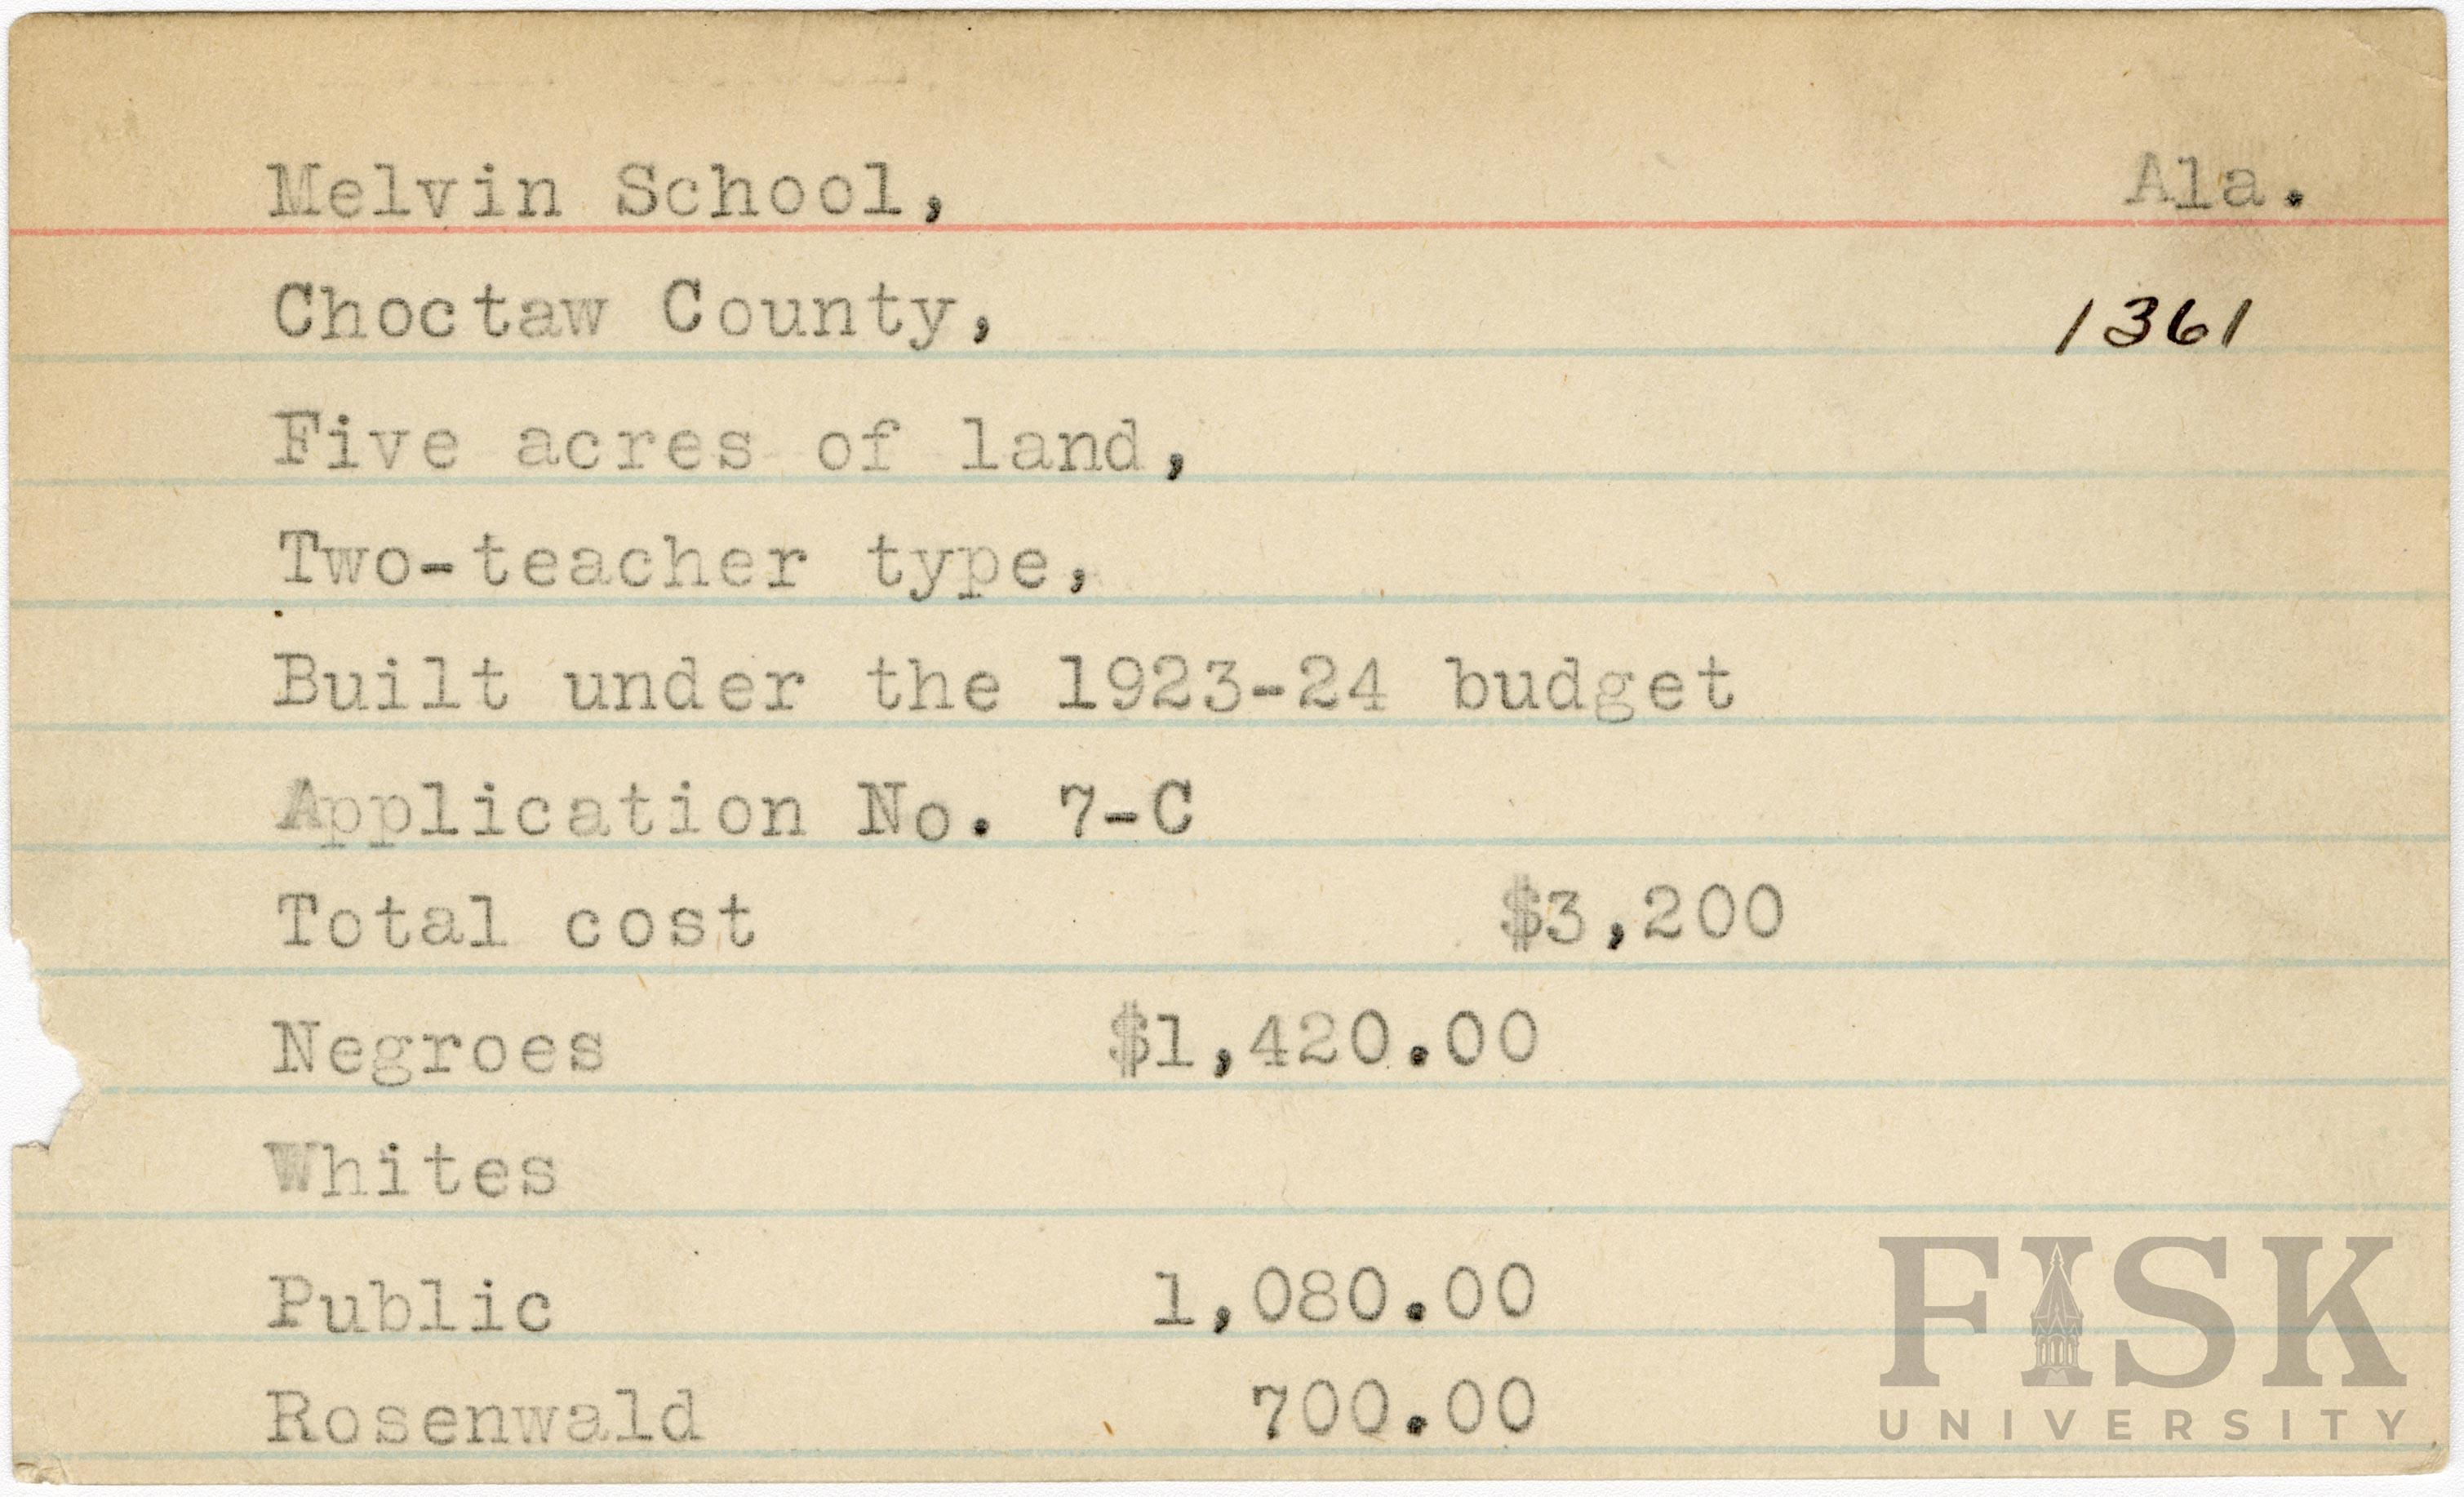 Melvin School, Ala.
Choctaw County, 1361
Five acres of land,
Two-teacher type,
Built under the 1923-24 budget
Application No. 7-C
Total cost $3,200
Negroes $1,420.00
Whites
Public 1,080.00
Rosenwald 700.00
FISK
UNIVERSITY